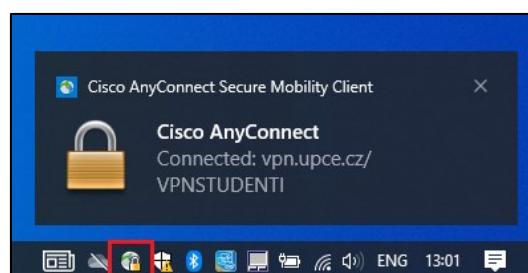 Cisco AnyConnect Secure Mobility Client
Cisco AnyConnect
Connected: vpn.upce.cz/
VPNSTUDENTI
ENG 13:01